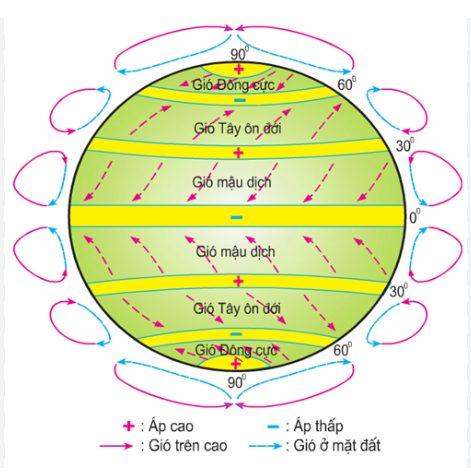 90⁰
+
Gió Đông cực
60⁰
−
Gió Tây ôn đới
30⁰
+
Gió mậu dịch
−
0⁰
Gió mậu dịch
+
30⁰
Gió Tây ôn đới
−
60⁰
Gió Đông cực
+
90⁰
+ : Áp cao − : Áp thấp
: Gió trên cao : Gió ở mặt đất